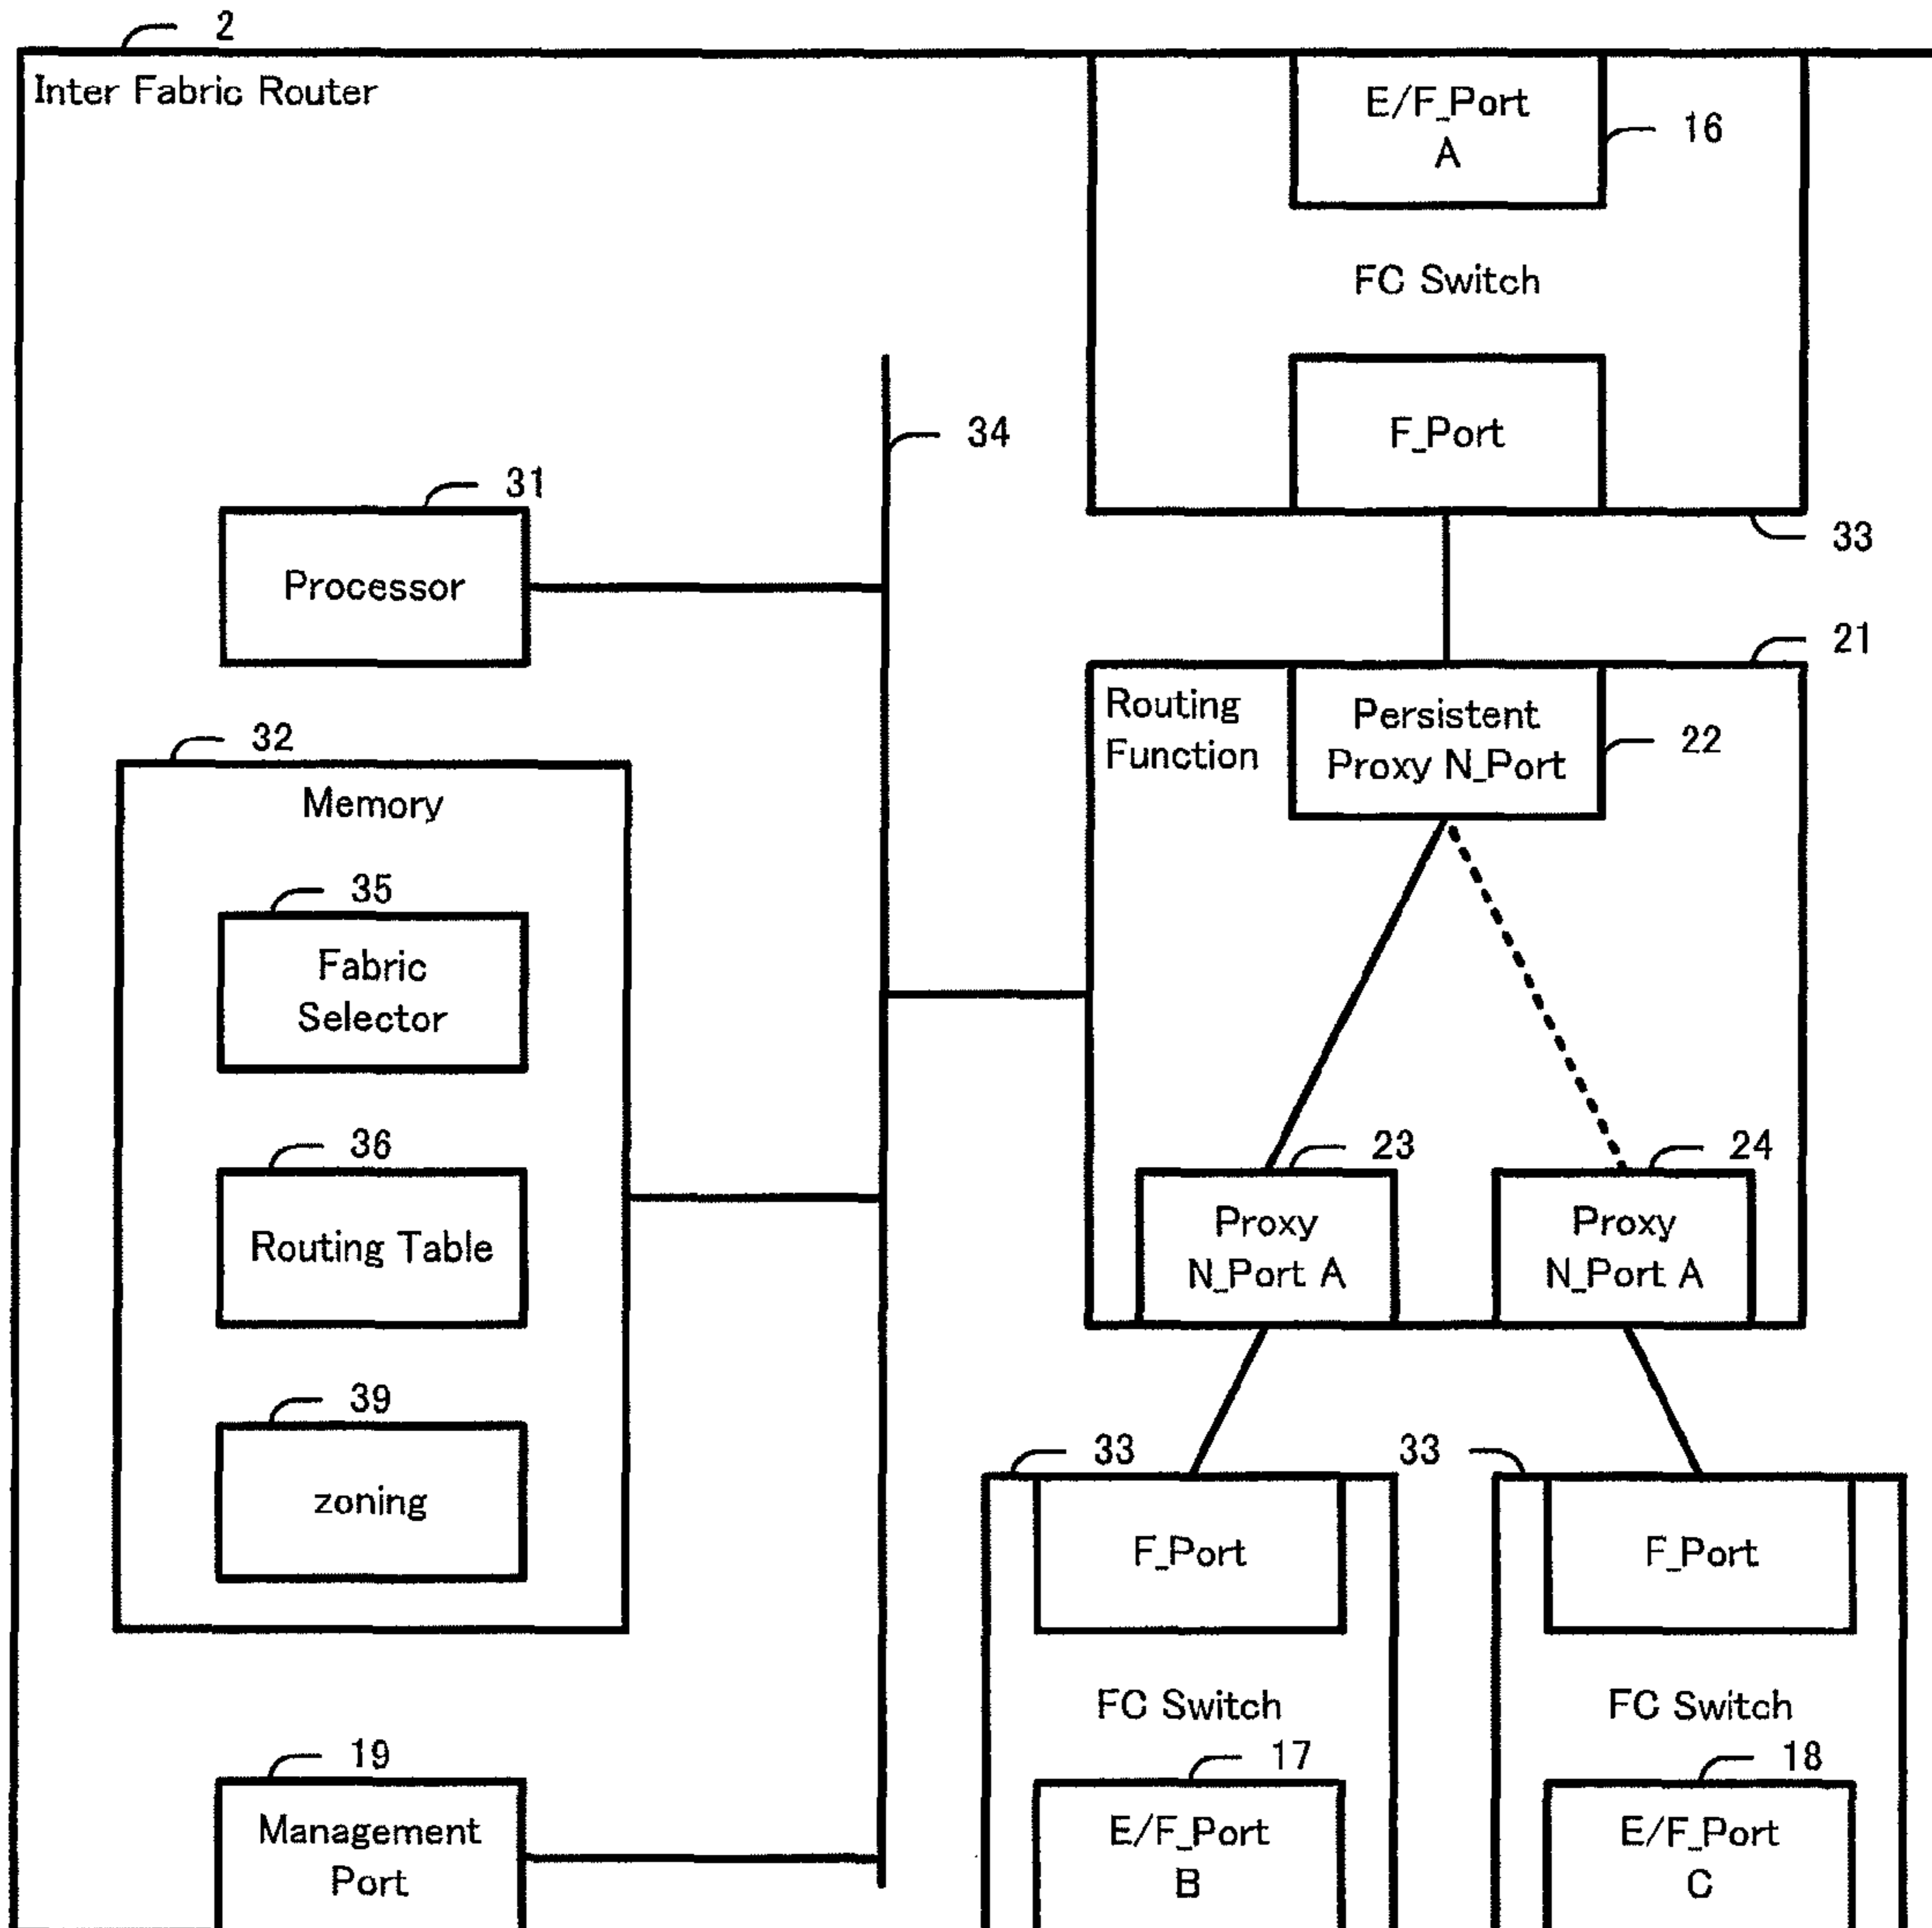 2
Inter Fabric Router
E/F_Port
A
16
FC Switch
F_Port
34
33
31
Processor
21
Routing
Function
Persistent
Proxy N_Port
22
32
Memory
35
Fabric
Selector
36
Routing Table
39
zoning
23
24
Proxy
N_Port A
Proxy
N_Port A
33
33
F_Port
F_Port
FC Switch
FC Switch
19
Management
Port
17
E/F_Port
B
18
E/F_Port
C